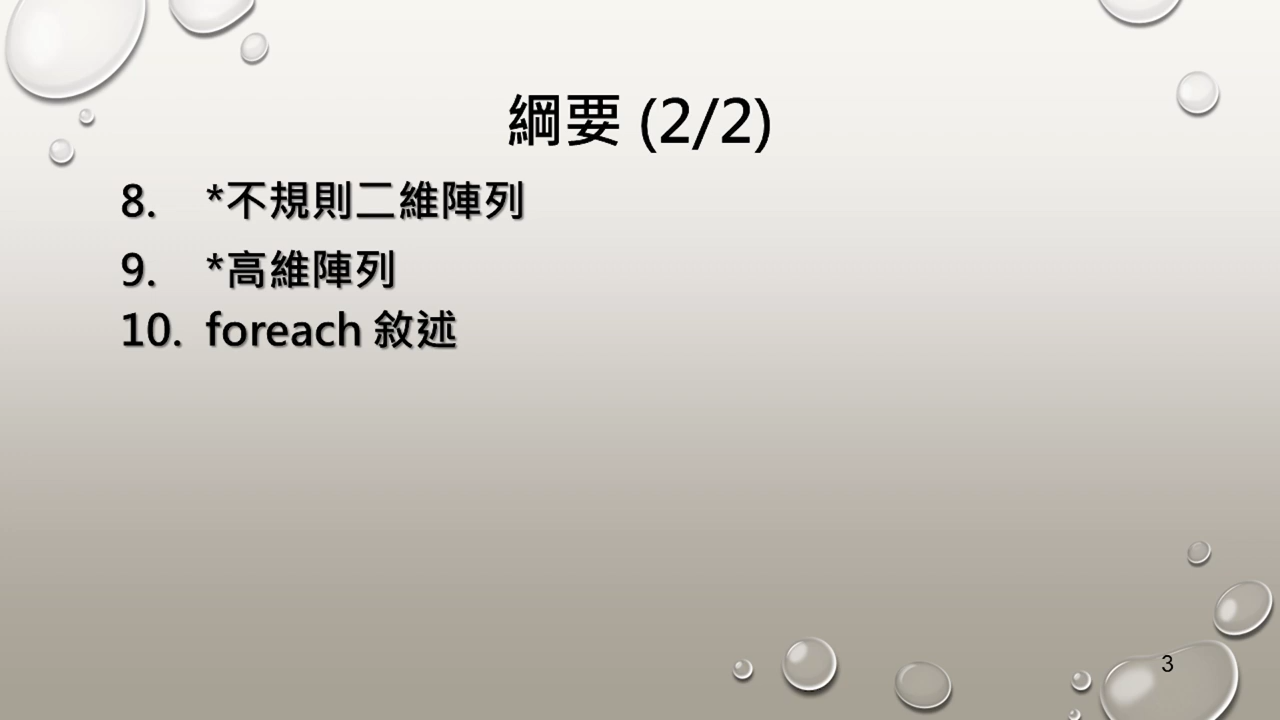 綱要 (2/2)
8. *不規則二維陣列
9. *高維陣列
10. foreach 敘述
3